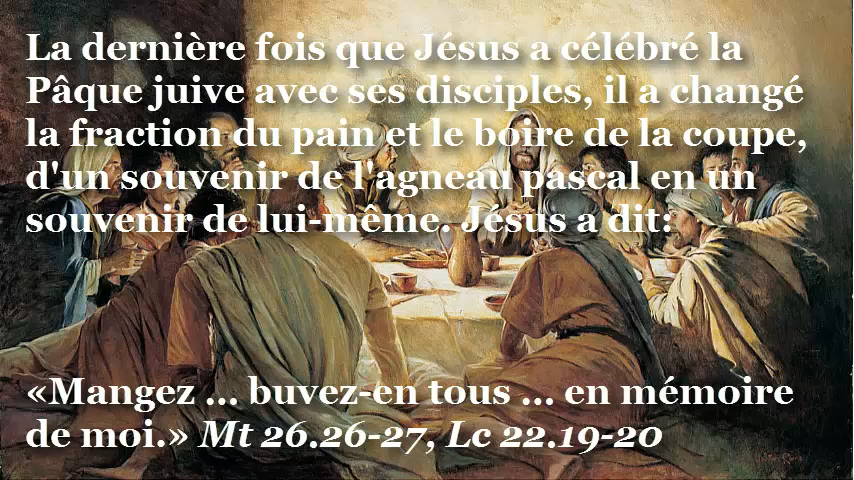 La dernière fois que Jésus a célébré la
Pâque juive avec ses disciples, il a changé
la fraction du pain et le boire de la coupe,
d'un souvenir de l'agneau pascal en un
souvenir de lui-même. Jésus a dit:
«Mangez ... buvez-en tous ... en mémoire
de moi.» Mt 26.26-27, Lc 22.19-20